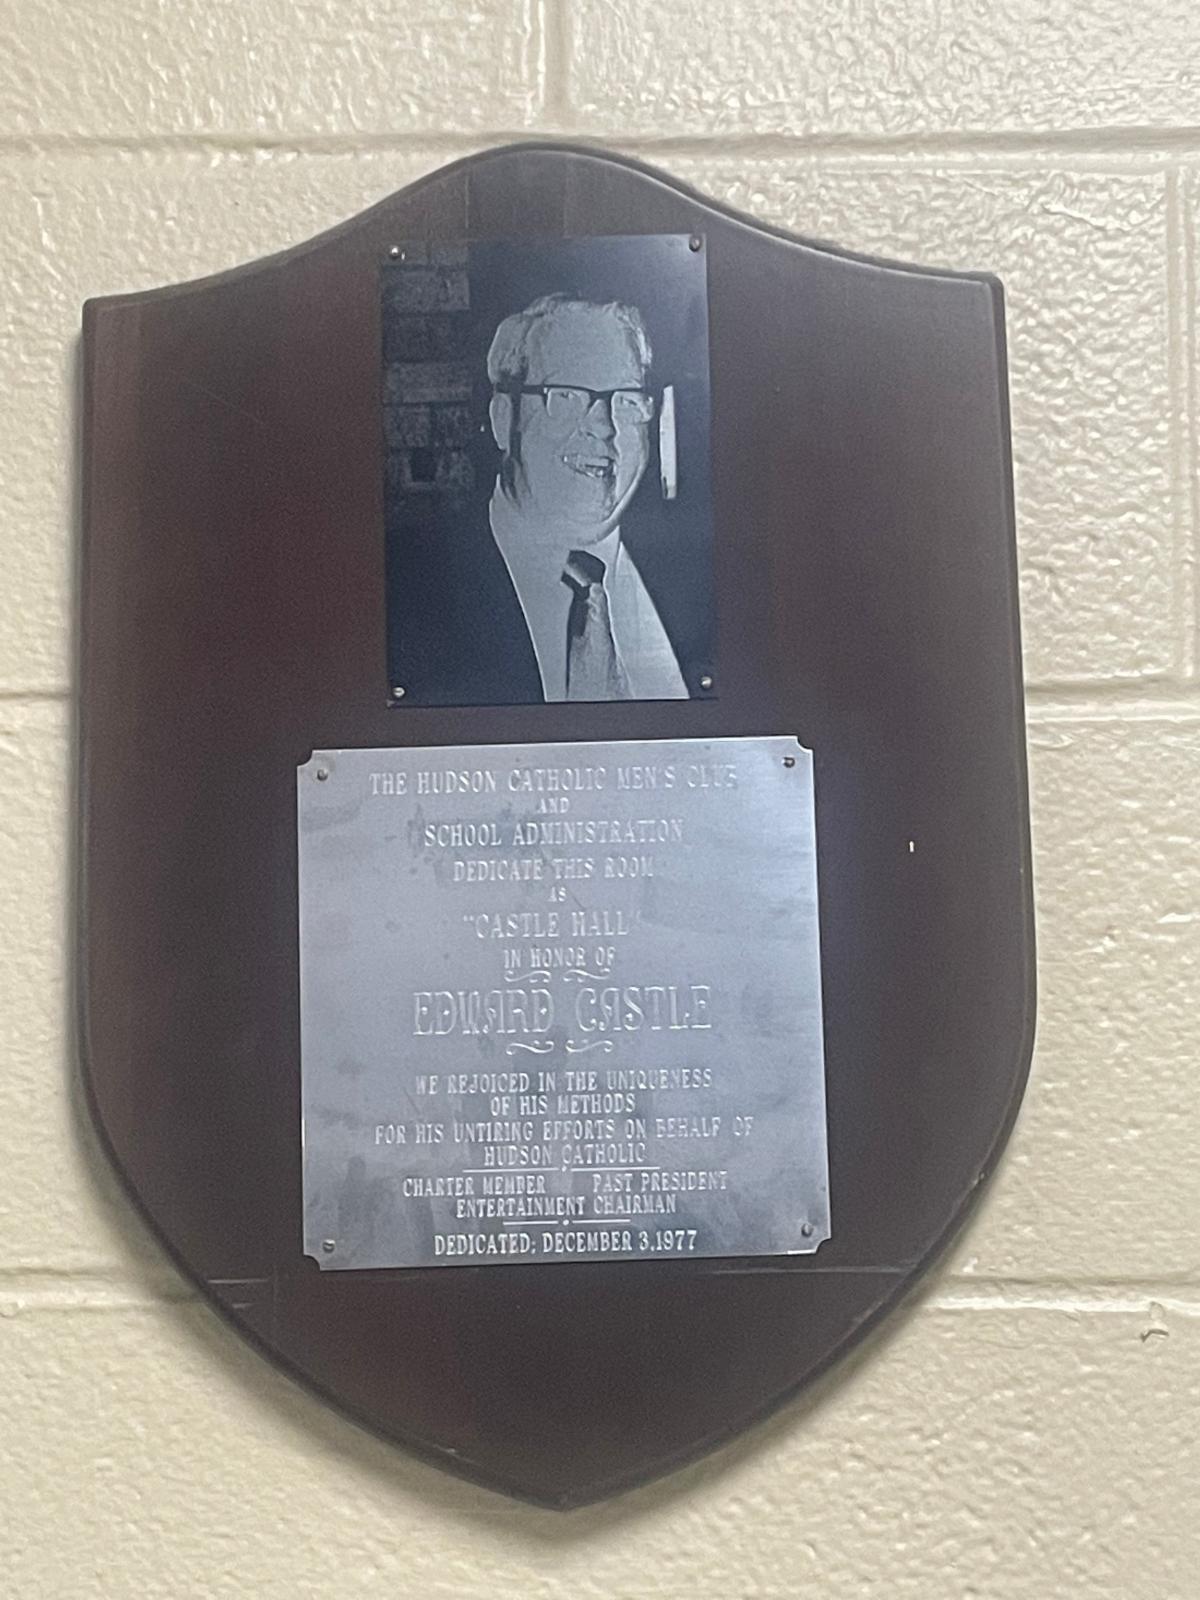 THE HUDSON CATHOLIC MEN'S CLUB
AND
SCHOOL ADMINISTRATION
DEDICATE THIS ROOM
AS
"CASTLE HALL"
IN HONOR OF
EDWARD CASTLE
WE REJOICED IN THE UNIQUENESS
OF HIS METHODS
FOR HIS UNTIRING EFFORTS ON BEHALF OF
HUDSON CATHOLIC
CHARTER MEMBER PAST PRESIDENT
ENTERTAINMENT CHAIRMAN
DEDICATED: DECEMBER 3,1977